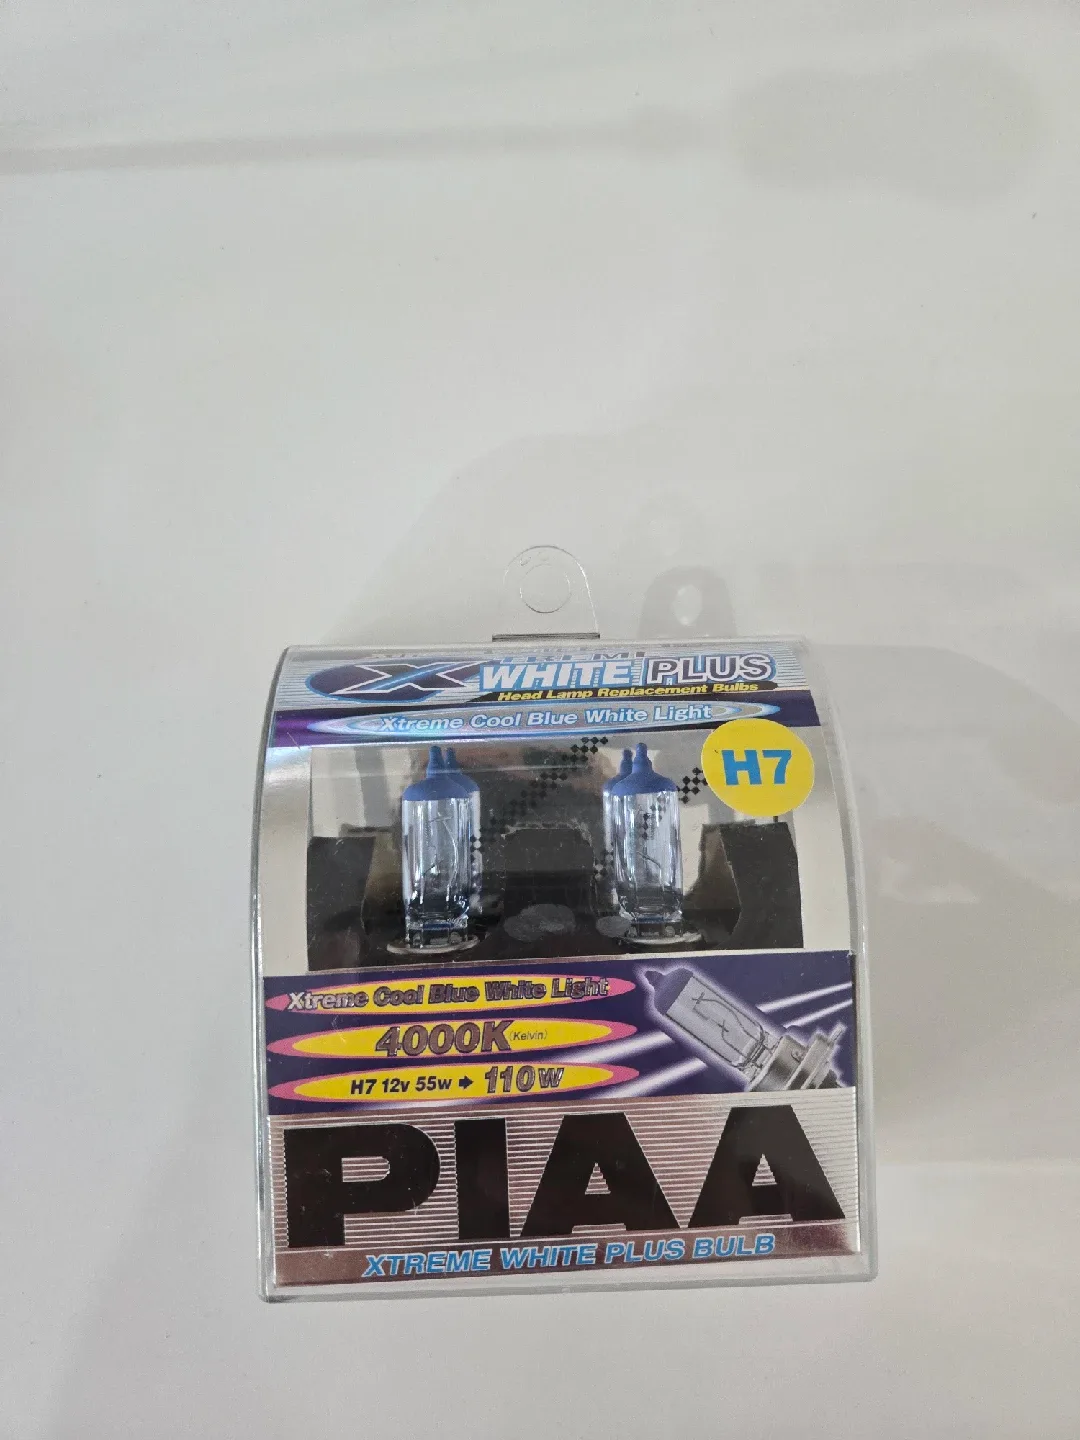 XTREME
X WHITE PLUS
Head Lamp Replacement Bulbs
Xtreme Cool Blue White Light
H7
Xtreme Cool Blue White Light
4000K (Kelvin)
H7 12v 55w ➔ 110w
PIAA
XTREME WHITE PLUS BULB